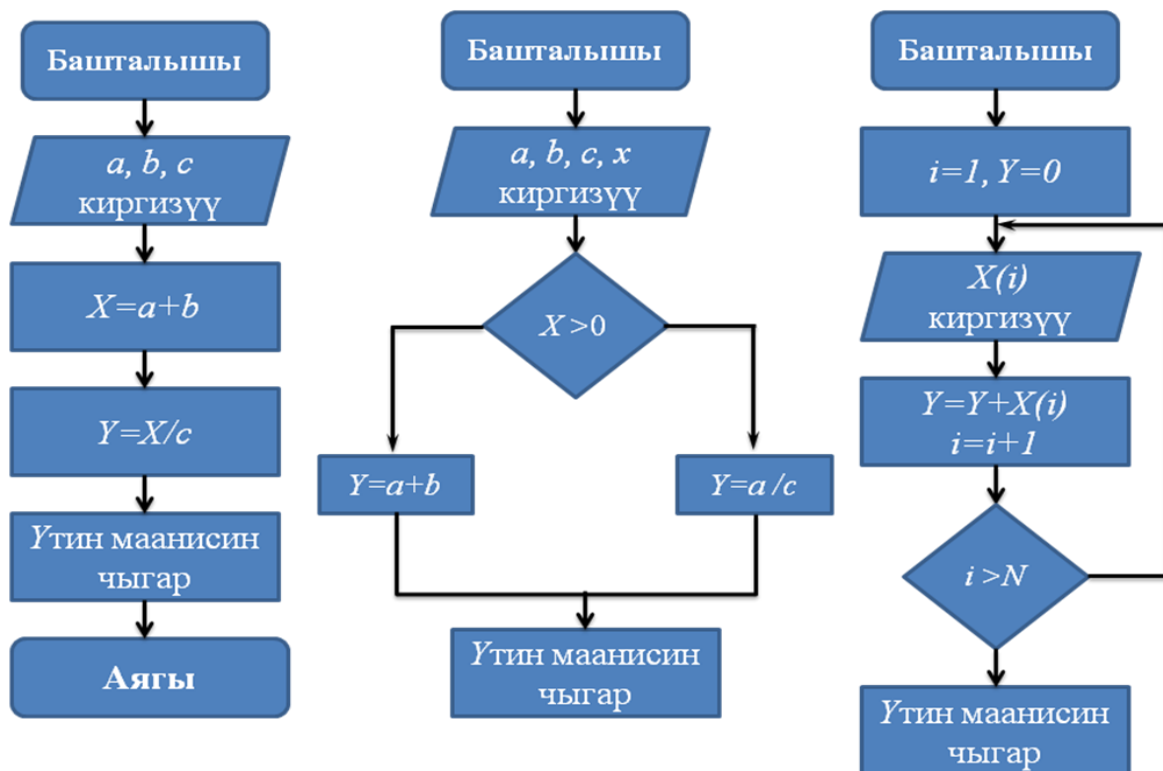 Башталышы
a, b, c
киргизүү
X=a+b
Y=X/c
Yтин маанисин
чыгар
Аягы
Башталышы
a, b, c, x
киргизүү
X >0
Y=a+b
Y=a /c
Yтин маанисин
чыгар
Башталышы
i=1, Y=0
X(i)
киргизүү
Y=Y+X(i)
i=i+1
i >N
Yтин маанисин
чыгар